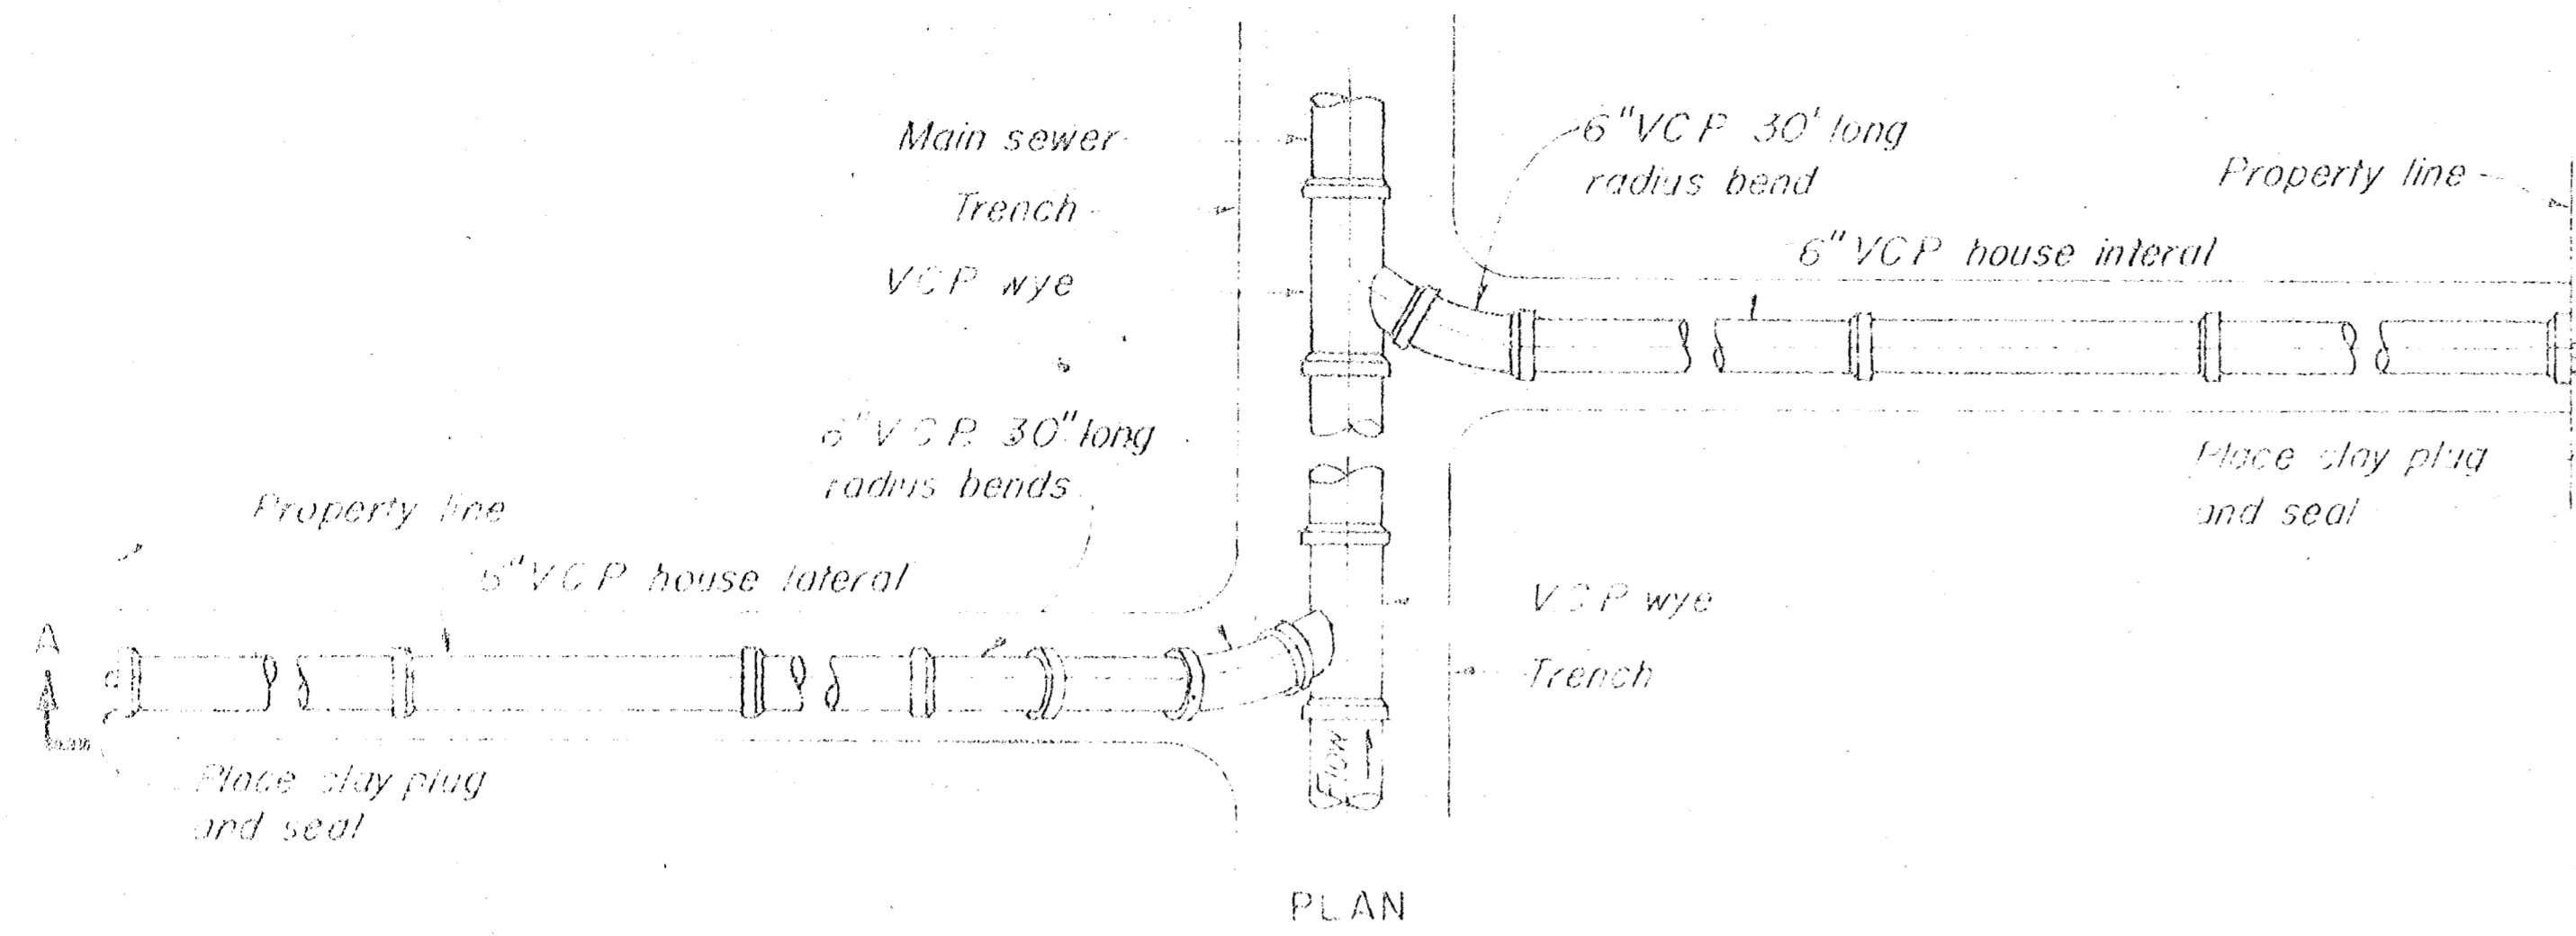 Main sewer
Trench
VCP wye
6" VCP 30' long
radius bend
Property line
6" VCP house interal
6" VCP 30" long
radius bends
Place clay plug
and seal
Property line
6" VCP house lateral
VCP wye
Trench
A
Flow
Place clay plug
and seal
PLAN